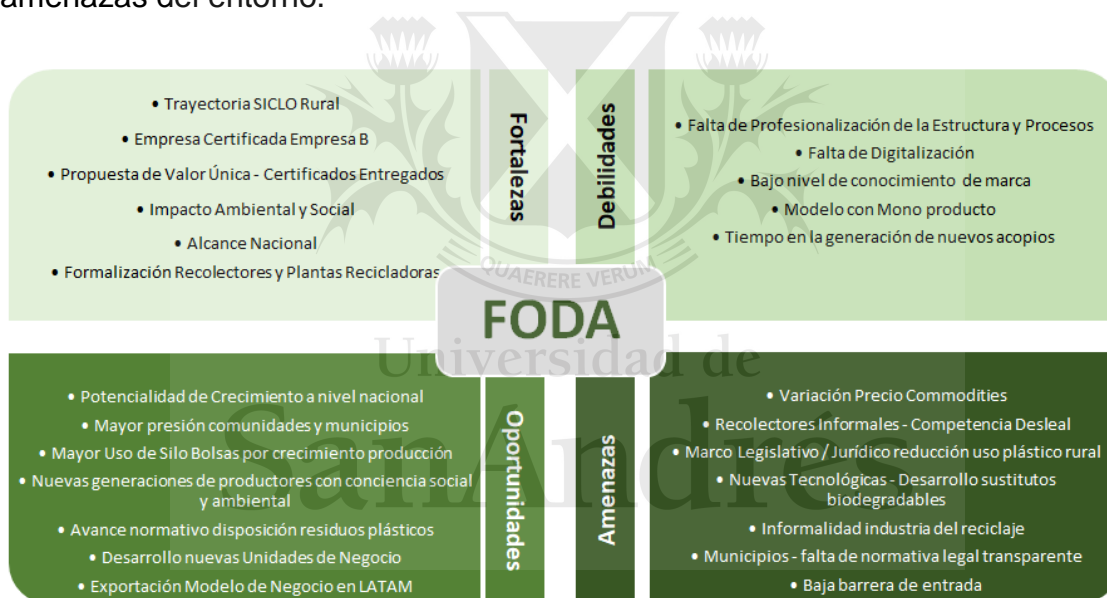 amenazas del entorno.
• Trayectoria SICLO Rural
• Empresa Certificada Empresa B
• Propuesta de Valor Única - Certificados Entregados
• Impacto Ambiental y Social
• Alcance Nacional
• Formalización Recolectores y Plantas Recicladoras
Fortalezas
Debilidades
• Falta de Profesionalización de la Estructura y Procesos
• Falta de Digitalización
• Bajo nivel de conocimiento de marca
• Modelo con Mono producto
• Tiempo en la generación de nuevos acopios
QUAERERE VERUM
FODA
Universidad de
SanAndrés
• Potencialidad de Crecimiento a nivel nacional
• Mayor presión comunidades y municipios
• Mayor Uso de Silo Bolsas por crecimiento producción
• Nuevas generaciones de productores con conciencia social
y ambiental
• Avance normativo disposición residuos plásticos
• Desarrollo nuevas Unidades de Negocio
• Exportación Modelo de Negocio en LATAM
Oportunidades
Amenazas
• Variación Precio Commodities
• Recolectores Informales - Competencia Desleal
• Marco Legislativo / Jurídico reducción uso plástico rural
• Nuevas Tecnológicas - Desarrollo sustitutos
biodegradables
• Informalidad industria del reciclaje
• Municipios - falta de normativa legal transparente
• Baja barrera de entrada